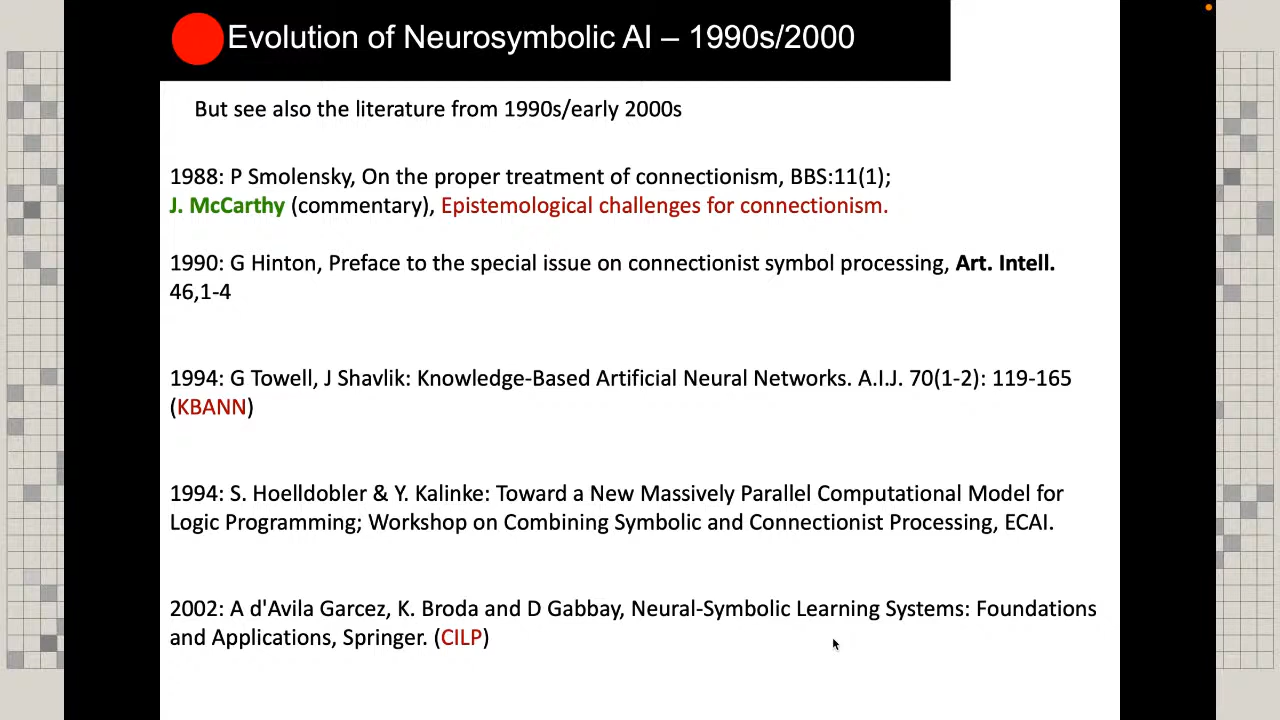 Evolution of Neurosymbolic AI – 1990s/2000
But see also the literature from 1990s/early 2000s
1988: P Smolensky, On the proper treatment of connectionism, BBS:11(1);
J. McCarthy (commentary), Epistemological challenges for connectionism.
1990: G Hinton, Preface to the special issue on connectionist symbol processing, Art. Intell.
46,1-4
1994: G Towell, J Shavlik: Knowledge-Based Artificial Neural Networks. A.I.J. 70(1-2): 119-165
(KBANN)
1994: S. Hoelldobler & Y. Kalinke: Toward a New Massively Parallel Computational Model for
Logic Programming; Workshop on Combining Symbolic and Connectionist Processing, ECAI.
2002: A d'Avila Garcez, K. Broda and D Gabbay, Neural-Symbolic Learning Systems: Foundations
and Applications, Springer. (CILP)